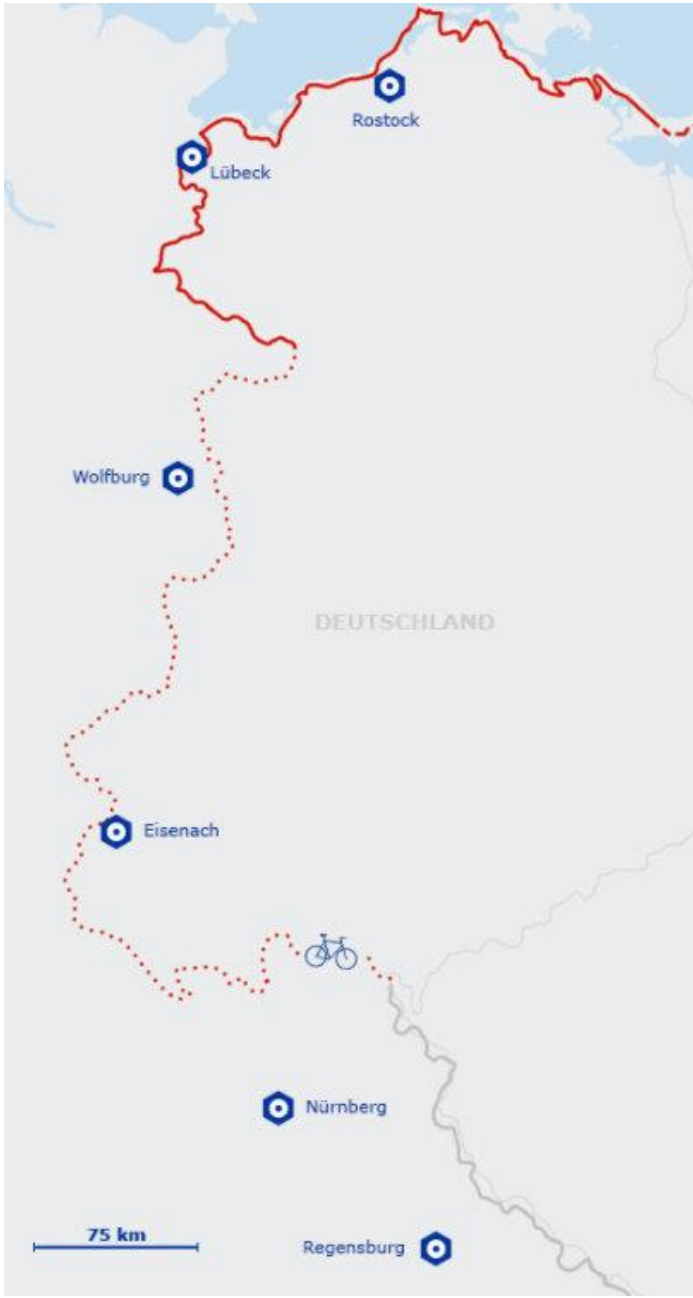 Rostock
Lübeck
Wolfburg
DEUTSCHLAND
Eisenach
Nürnberg
75 km
Regensburg